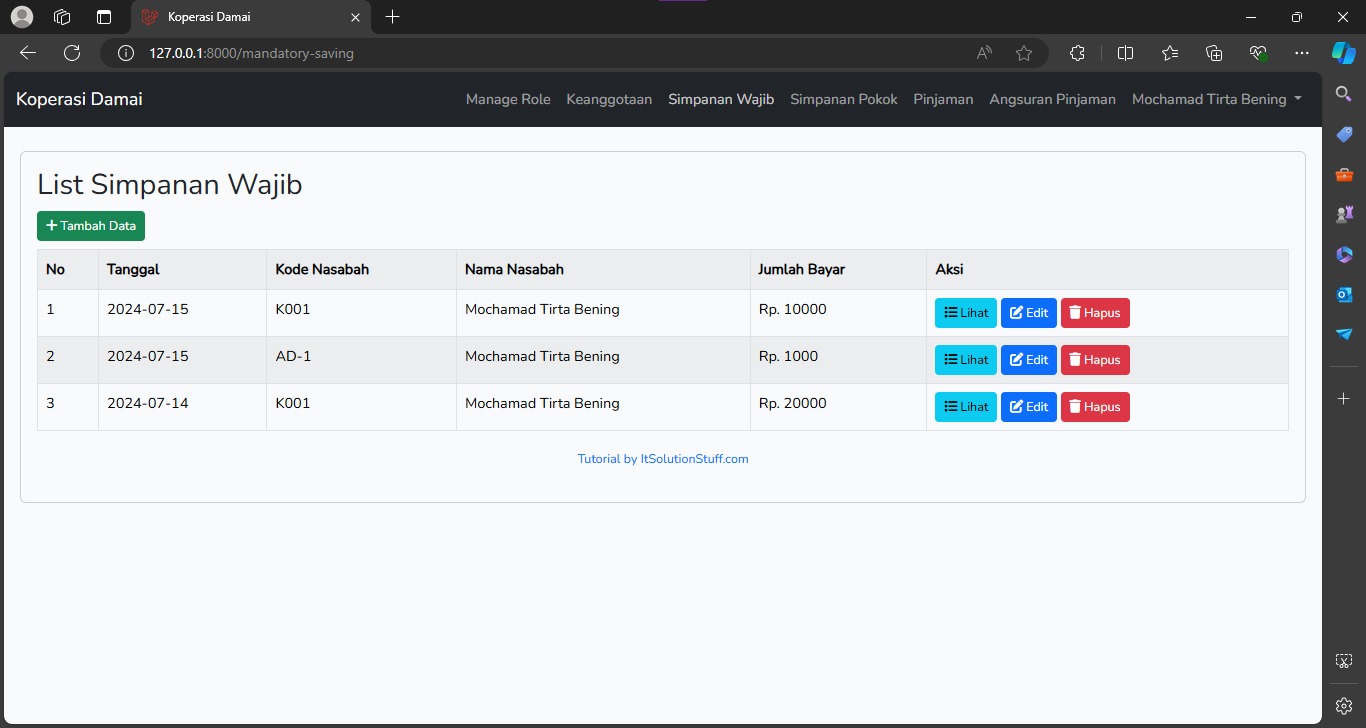 Koperasi Damai
127.0.0.1:8000/mandatory-saving
Koperasi Damai Manage Role Keanggotaan Simpanan Wajib Simpanan Pokok Pinjaman Angsuran Pinjaman Mochamad Tirta Bening
List Simpanan Wajib
+ Tambah Data
No Tanggal Kode Nasabah Nama Nasabah Jumlah Bayar Aksi
1 2024-07-15 K001 Mochamad Tirta Bening Rp. 10000 Lihat Edit Hapus
2 2024-07-15 AD-1 Mochamad Tirta Bening Rp. 1000 Lihat Edit Hapus
3 2024-07-14 K001 Mochamad Tirta Bening Rp. 20000 Lihat Edit Hapus
Tutorial by ItSolutionStuff.com